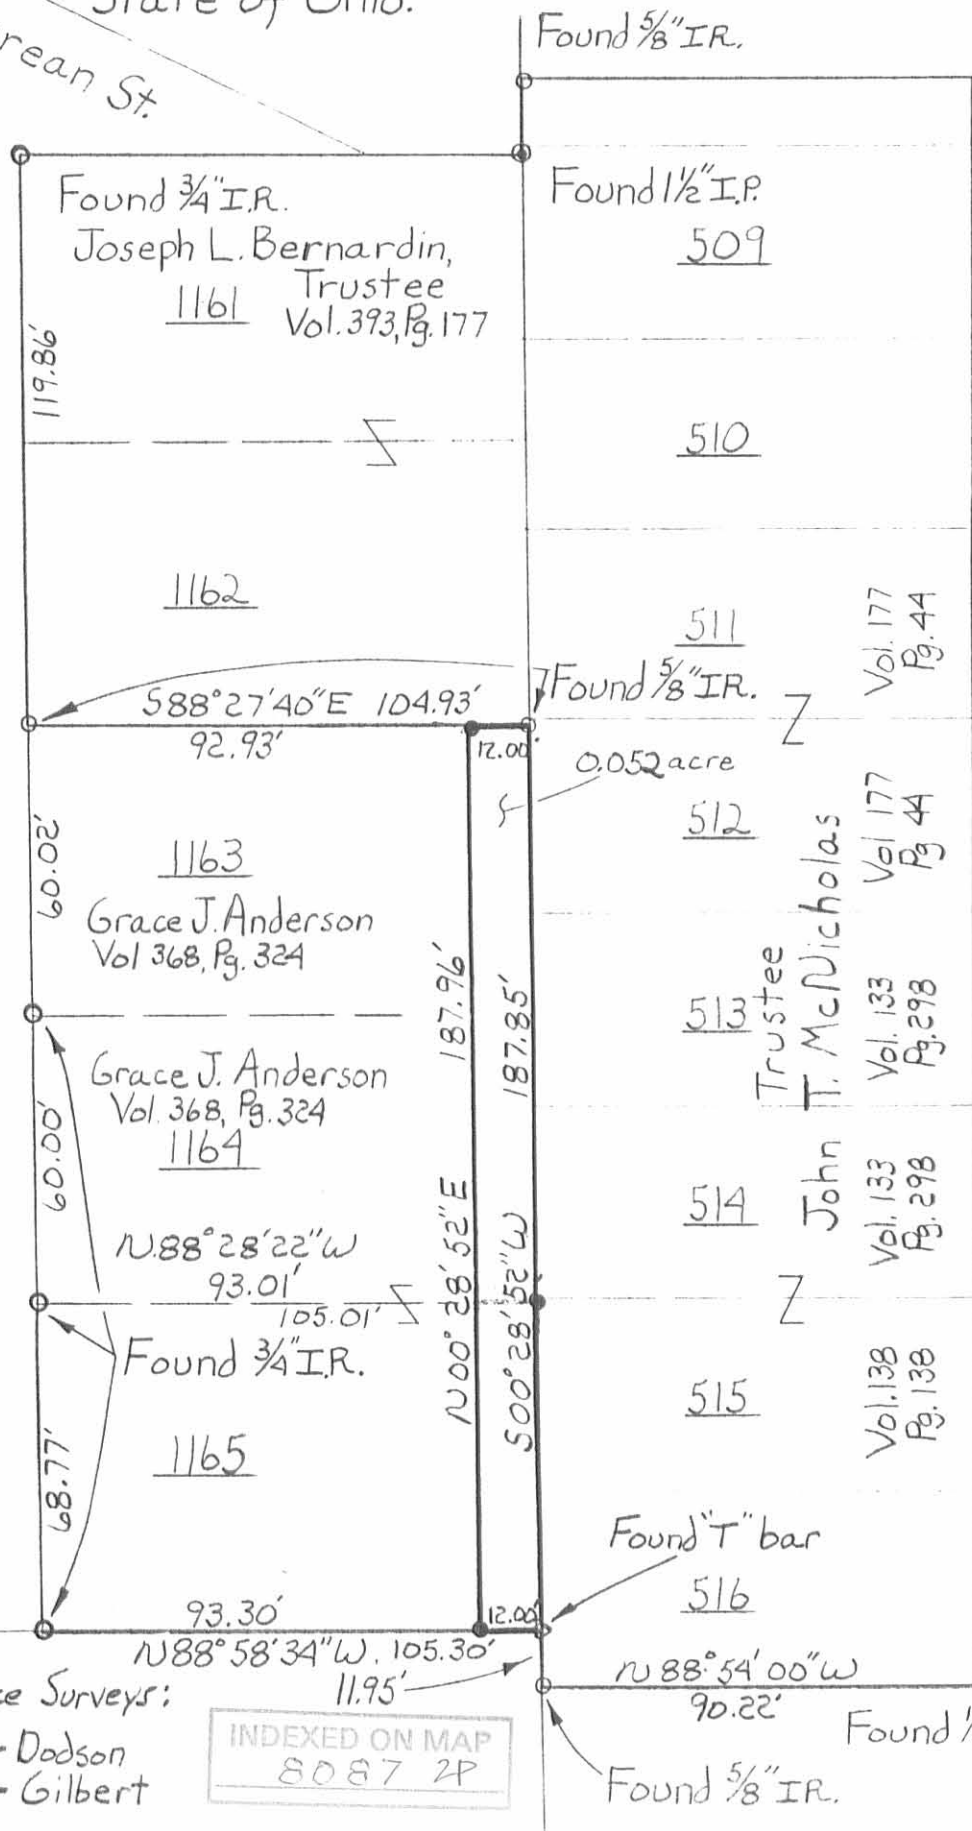 State of Ohio.
rean St.
Found 5/8" I.R.
Found 3/4" I.R.
Joseph L. Bernardin,
Trustee
1161
Vol. 393, Pg. 177
Found 1 1/2" I.P.
509
119.86'
510
1162
511
Vol. 177
Pg. 44
Found 5/8" I.R.
S88°27'40"E 104.93'
92.93'
12.00'
0.052 acre
512
Vol 177
Pg 44
60.02'
1163
Grace J. Anderson
Vol 368, Pg. 324
187.96'
187.85'
513
Trustee
John T. McNicholas
Vol. 133
Pg. 298
Grace J. Anderson
Vol. 368, Pg. 324
1164
60.00'
N00°28'52"E
S00°28'52"W
514
Vol. 133
Pg. 298
N.88°28'22"W
93.01'
105.01'
Found 3/4" I.R.
515
Vol. 138
Pg. 138
68.77'
1165
Found "T" bar
516
93.30'
12.00'
N88°58'34"W. 105.30'
11.95'
N88°54'00"W
90.22'
Surveys:
- Dodson
- Gilbert
INDEXED ON MAP
8087 2P
Found 5/8" I.R.
Found